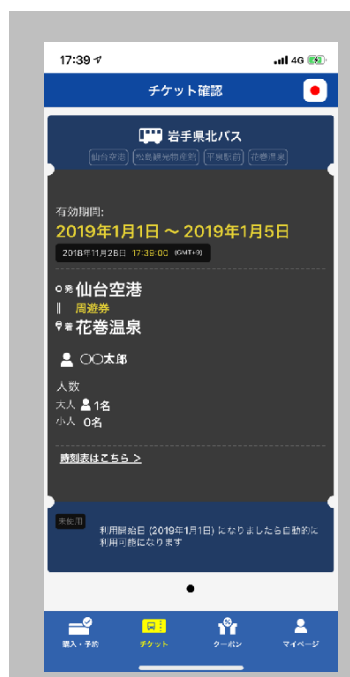 17:39
4G
チケット確認
岩手県北バス
仙台空港 松島観光物産館 平泉駅前 花巻温泉
有効期間:
2019年1月1日 ~ 2019年1月5日
2018年11月28日 17:39:00 (GMT+9)
発 仙台空港
周遊券
着 花巻温泉
〇〇太郎
人数
大人 1名
小人 0名
時刻表はこちら >
未使用
利用開始日 (2019年1月1日) になりましたら自動的に
利用可能になります
購入・予約 チケット クーポン マイページ